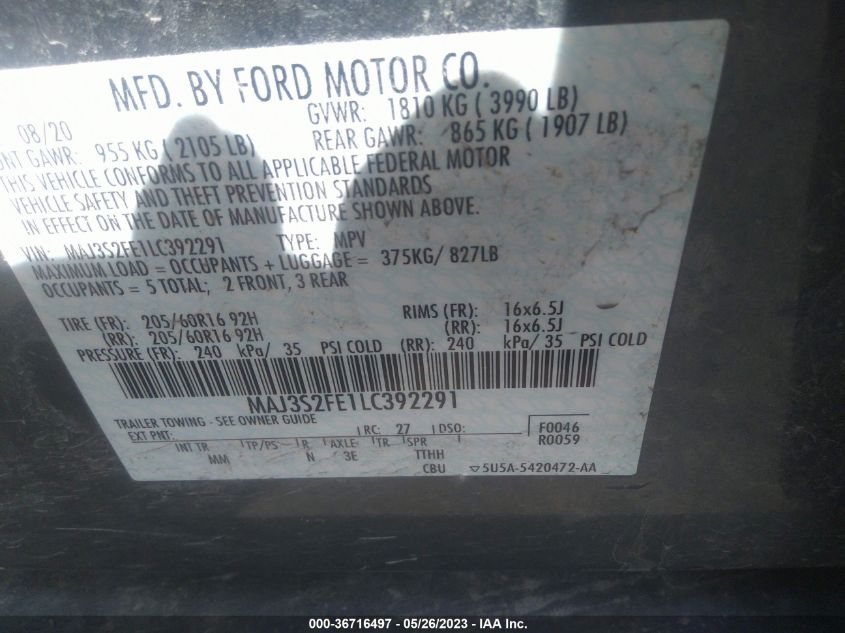 MFD. BY FORD MOTOR CO.
08/20 GVWR: 1810 KG ( 3990 LB)
NT GAWR: 955 KG ( 2105 LB) REAR GAWR: 865 KG ( 1907 LB)
THIS VEHICLE CONFORMS TO ALL APPLICABLE FEDERAL MOTOR
VEHICLE SAFETY AND THEFT PREVENTION STANDARDS
IN EFFECT ON THE DATE OF MANUFACTURE SHOWN ABOVE.
VIN: MAJ3S2FE1LC392291 TYPE: MPV
MAXIMUM LOAD = OCCUPANTS + LUGGAGE = 375KG/ 827LB
OCCUPANTS = 5 TOTAL; 2 FRONT, 3 REAR
TIRE (FR): 205/60R16 92H RIMS (FR): 16x6.5J
(RR): 205/60R16 92H (RR): 16x6.5J
PRESSURE (FR): 240 kPa/ 35 PSI COLD (RR): 240 kPa/ 35 PSI COLD
MAJ3S2FE1LC392291
TRAILER TOWING - SEE OWNER GUIDE
EXT PNT: RC: 27 DSO: F0046
R0059
INT TR TP/PS R AXLE TR SPR
MM N 3E TTHH
CBU 5U5A-5420472-AA
000-36716497 - 05/26/2023 - IAA Inc.